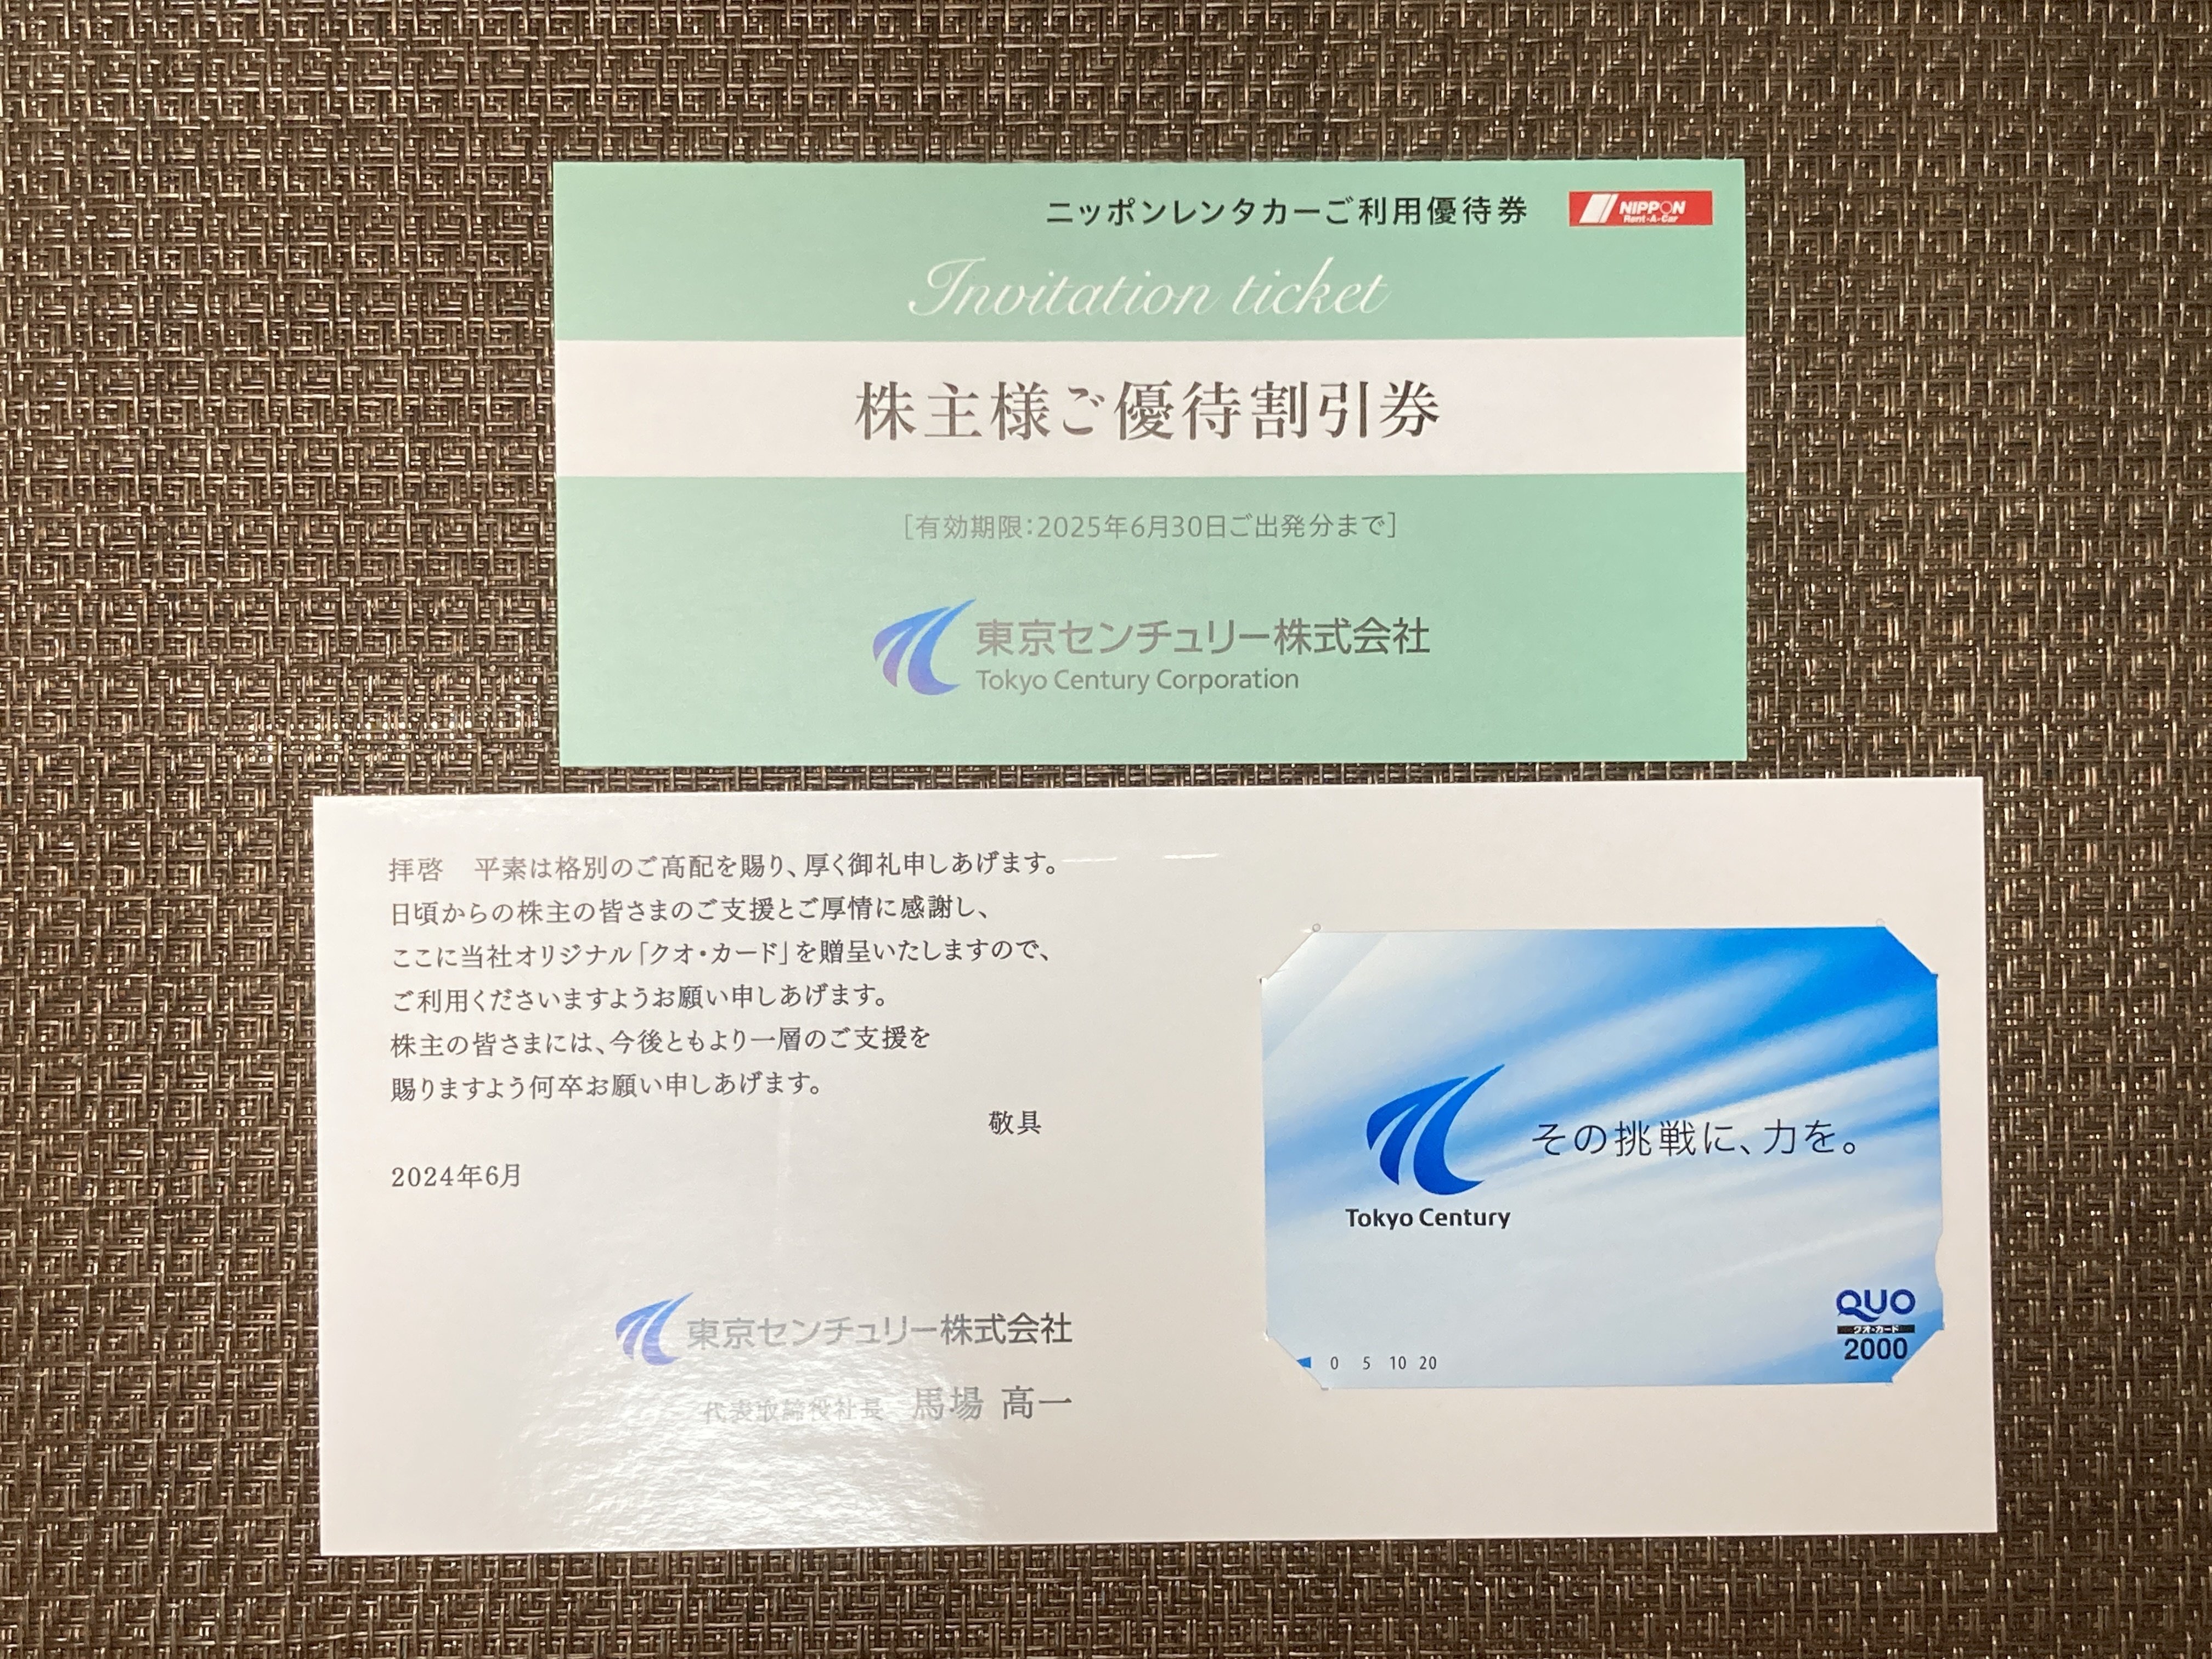 ニッポンレンタカーご利用優待券
NIPPON
Rent-A-Car
Invitation ticket
株主様ご優待割引券
[有効期限:2025年6月30日ご出発分まで]
東京センチュリー株式会社
Tokyo Century Corporation
拝啓　平素は格別のご高配を賜り、厚く御礼申しあげます。
日頃からの株主の皆さまのご支援とご厚情に感謝し、
ここに当社オリジナル「クオ・カード」を贈呈いたしますので、
ご利用くださいますようお願い申しあげます。
株主の皆さまには、今後ともより一層のご支援を
賜りますよう何卒お願い申しあげます。
敬具
2024年6月
東京センチュリー株式会社
代表取締役社長　馬場 高一
その挑戦に、力を。
Tokyo Century
QUO
クオ・カード
2000
0 5 10 20